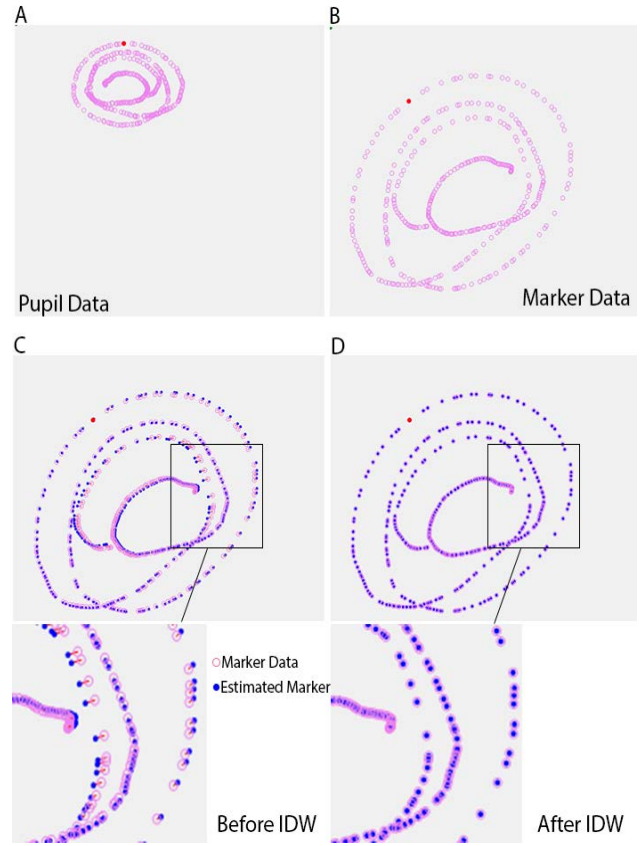 A
B
Pupil Data
Marker Data
C
D
Marker Data
Estimated Marker
Before IDW
After IDW